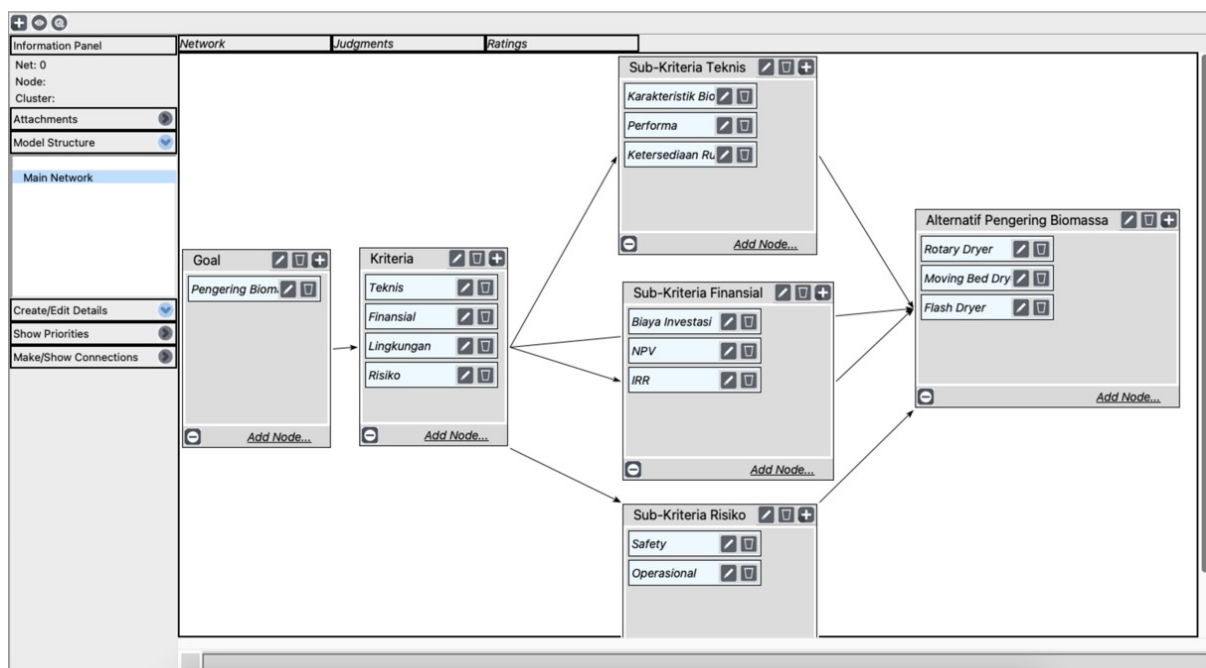 Information Panel
Net: 0
Node:
Cluster:
Attachments
Model Structure
Main Network
Create/Edit Details
Show Priorities
Make/Show Connections
Network
Judgments
Ratings
Goal
Pengering Biom
Add Node...
Kriteria
Teknis
Finansial
Lingkungan
Risiko
Add Node...
Sub-Kriteria Teknis
Karakteristik Bio
Performa
Ketersediaan Ru
Add Node...
Sub-Kriteria Finansial
Biaya Investasi
NPV
IRR
Add Node...
Sub-Kriteria Risiko
Safety
Operasional
Alternatif Pengering Biomassa
Rotary Dryer
Moving Bed Dry
Flash Dryer
Add Node...